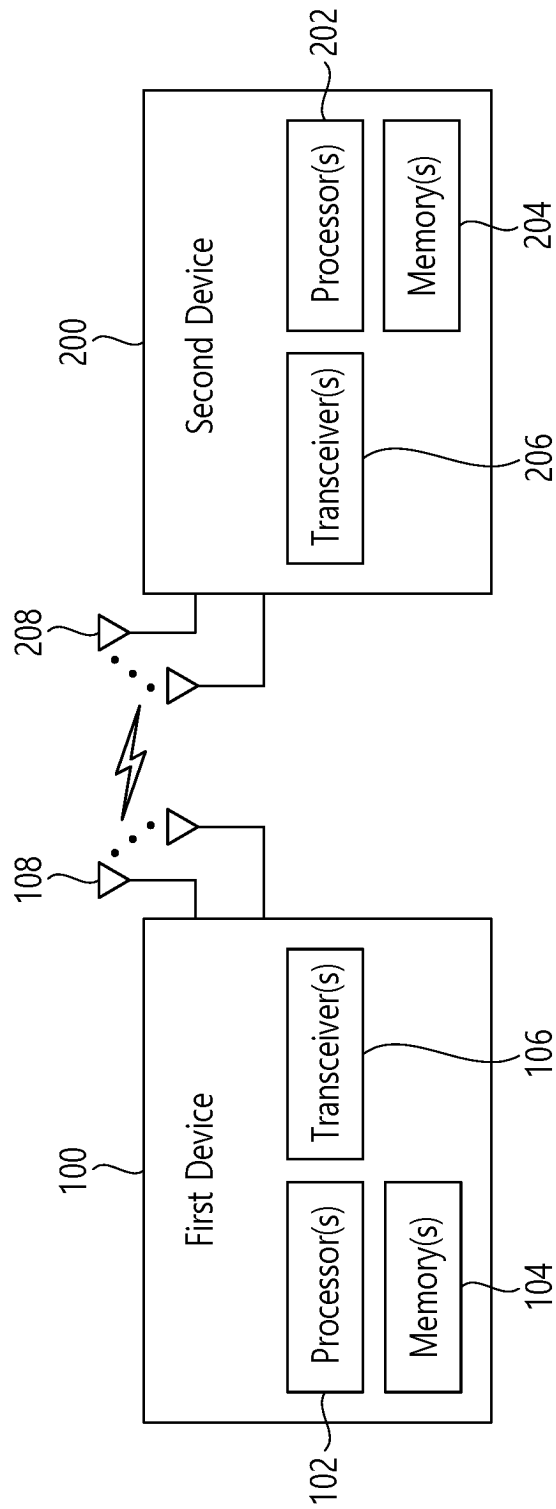 100
108
208
200
First Device
Second Device
102
Processor(s)
Transceiver(s)
Transceiver(s)
Processor(s)
202
Memory(s)
Memory(s)
104
106
206
204